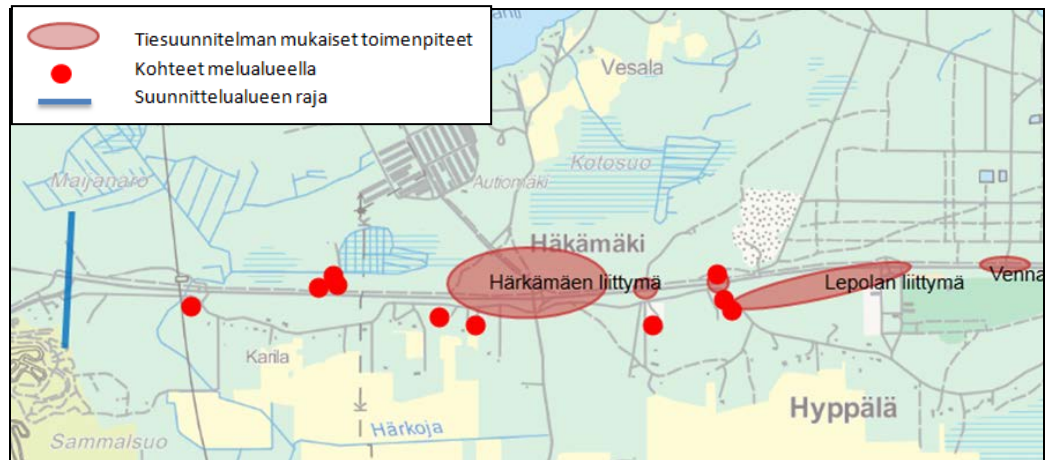 Tiesuunnitelman mukaiset toimenpiteet
Kohteet melualueella
Suunnittelualueen raja
Vesala
Kotosuo
Maijanaro
Autiomäki
Häkämäki
Härkämäen liittymä
Lepolan liittymä
Venna
Karila
Hyppälä
Härkoja
Sammalsuo